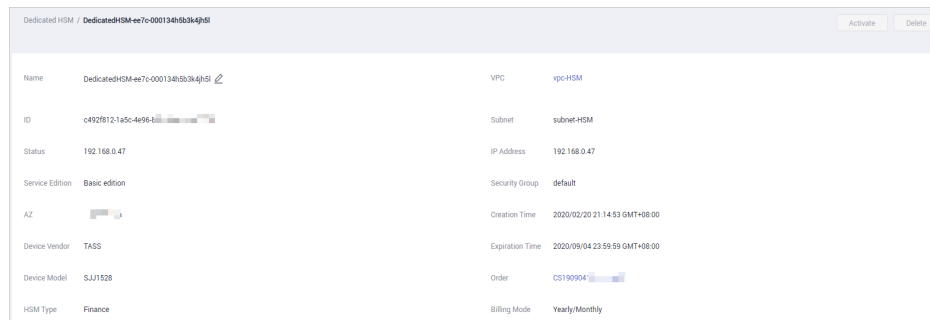 Dedicated HSM / DedicatedHSM-ee7c-000134h5b3k4jh5l
Activate
Delete
Name DedicatedHSM-ee7c-000134h5b3k4jh5l
VPC vpc-HSM
ID c492f812-1a5c-4e96-
Subnet subnet-HSM
Status 192.168.0.47
IP Address 192.168.0.47
Service Edition Basic edition
Security Group default
AZ
Creation Time 2020/02/20 21:14:53 GMT+08:00
Device Vendor TASS
Expiration Time 2020/09/04 23:59:59 GMT+08:00
Device Model SJJ1528
Order CS190904
HSM Type Finance
Billing Mode Yearly/Monthly